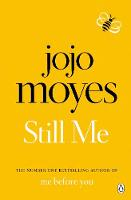 jojo
moyes
Still Me
THE NUMBER ONE BESTSELLING AUTHOR OF
me before you